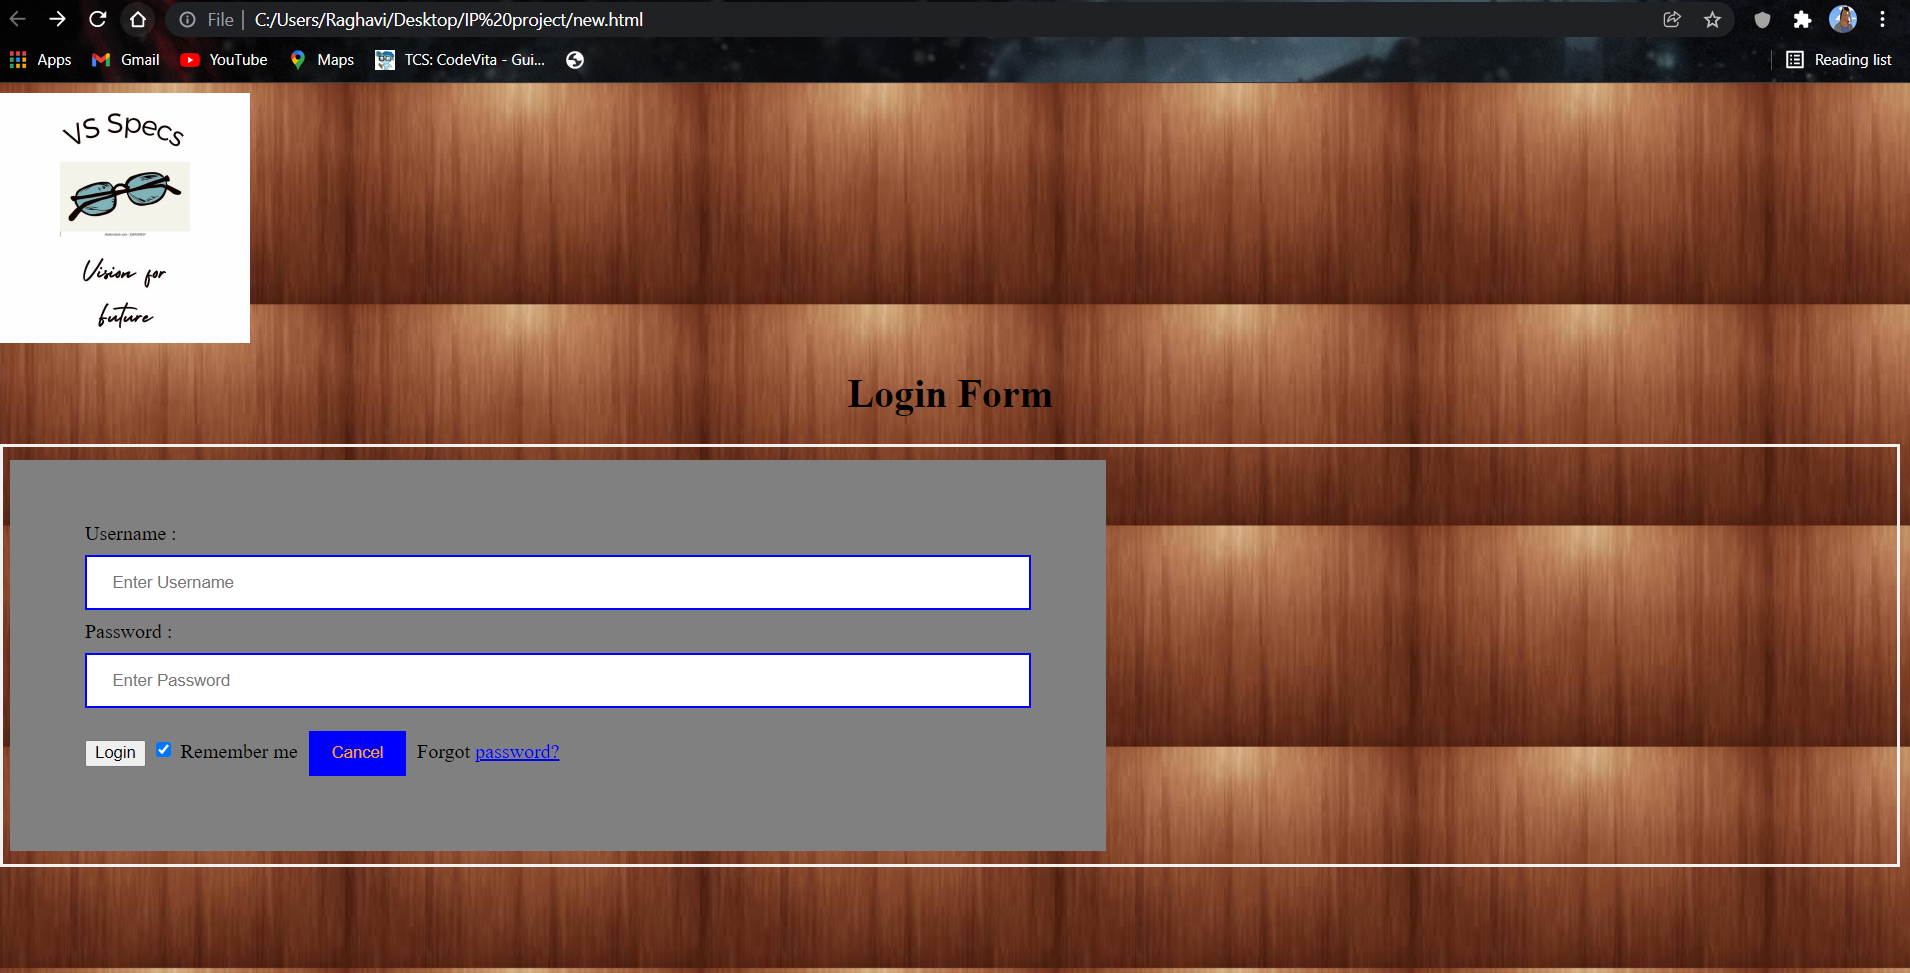 File | C:/Users/Raghavi/Desktop/IP%20project/new.html
Apps Gmail YouTube Maps TCS: CodeVita - Gui... Reading list
VS Specs
Vision for
future
Login Form
Username :
Enter Username
Password :
Enter Password
Login Remember me Cancel Forgot password?